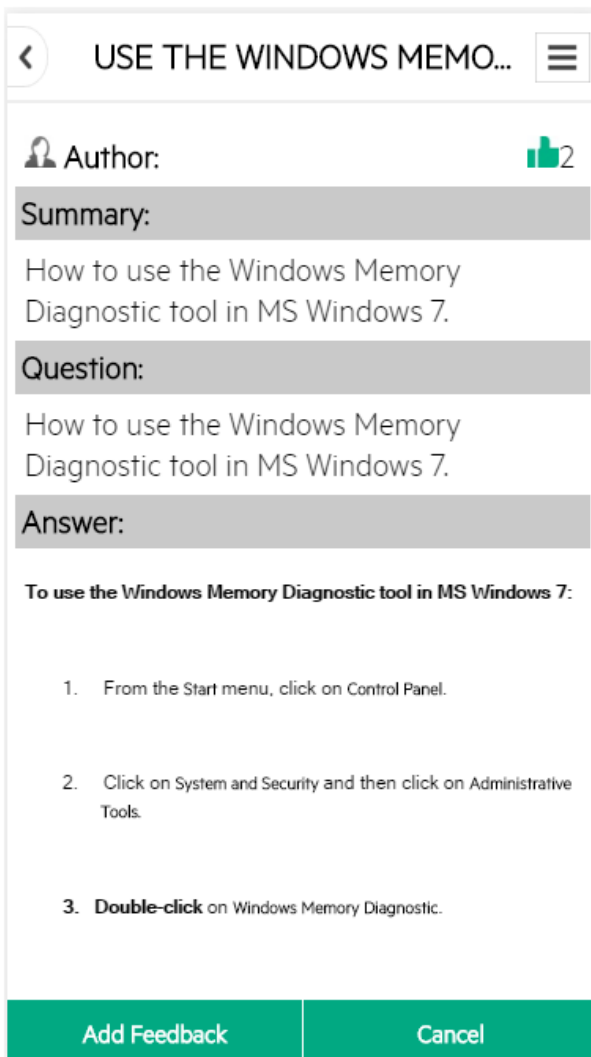 USE THE WINDOWS MEMO...
Author:
2
Summary:
How to use the Windows Memory
Diagnostic tool in MS Windows 7.
Question:
How to use the Windows Memory
Diagnostic tool in MS Windows 7.
Answer:
To use the Windows Memory Diagnostic tool in MS Windows 7:
1. From the Start menu, click on Control Panel.
2. Click on System and Security and then click on Administrative
Tools.
3. Double-click on Windows Memory Diagnostic.
Add Feedback
Cancel